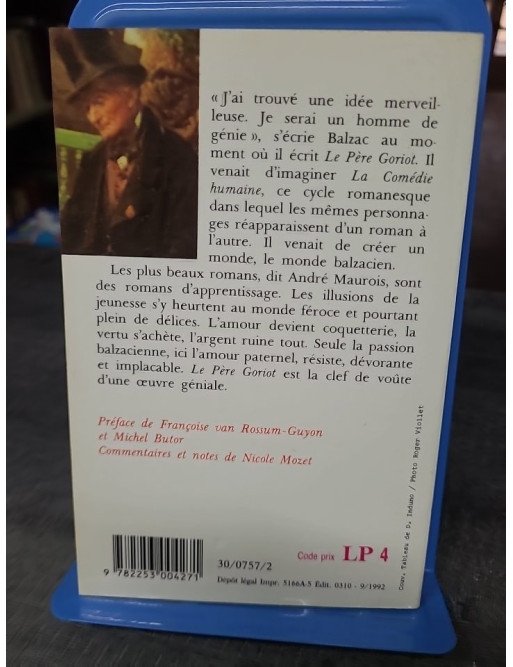 « J'ai trouvé une idée merveil-
leuse. Je serai un homme de
génie », s'écrie Balzac au mo-
ment où il écrit Le Père Goriot. Il
venait d'imaginer La Comédie
humaine, ce cycle romanesque
dans lequel les mêmes personna-
ges réapparaissent d'un roman à
l'autre. Il venait de créer un
monde, le monde balzacien.
Les plus beaux romans, dit André Maurois, sont
des romans d'apprentissage. Les illusions de la
jeunesse s'y heurtent au monde féroce et pourtant
plein de délices. L'amour devient coquetterie, la
vertu s'achète, l'argent ruine tout. Seule la passion
balzacienne, ici l'amour paternel, résiste, dévorante
et implacable. Le Père Goriot est la clef de voûte
d'une œuvre géniale.
Préface de Françoise van Rossum-Guyon
et Michel Butor
Commentaires et notes de Nicole Mozet
Couv. Tableau de D. Induno / Photo Roger Viollet
9 782253 004271
30/0757/2
Code prix LP 4
Dépôt légal Impr. 5166A-5 Édit. 0310 - 9/1992